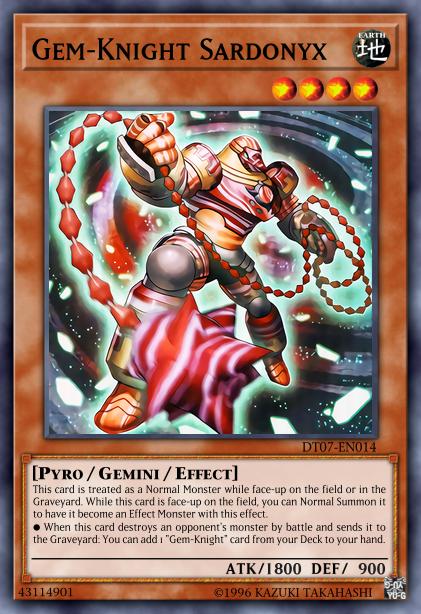 GEM-KNIGHT SARDONYX
EARTH
地
DT07-EN014
[PYRO / GEMINI / EFFECT]
This card is treated as a Normal Monster while face-up on the field or in the
Graveyard. While this card is face-up on the field, you can Normal Summon it
to have it become an Effect Monster with this effect.
● When this card destroys an opponent's monster by battle and sends it to
the Graveyard: You can add 1 "Gem-Knight" card from your Deck to your hand.
ATK/1800 DEF/ 900
43114901
©1996 KAZUKI TAKAHASHI